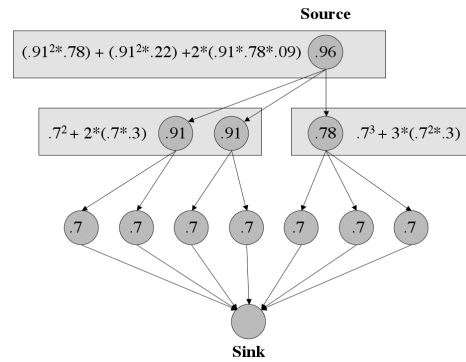 Source
(.91²*.78) + (.91²*.22) +2*(.91*.78*.09) .96
.7² + 2*(.7*.3) .91 .91 .78 .7³ + 3*(.7²*.3)
.7 .7 .7 .7 .7 .7 .7
Sink